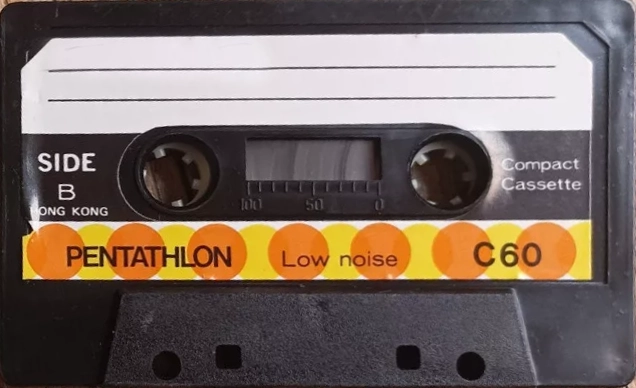 SIDE
B
HONG KONG
Compact
Cassette
100 50 0
PENTATHLON Low noise C60